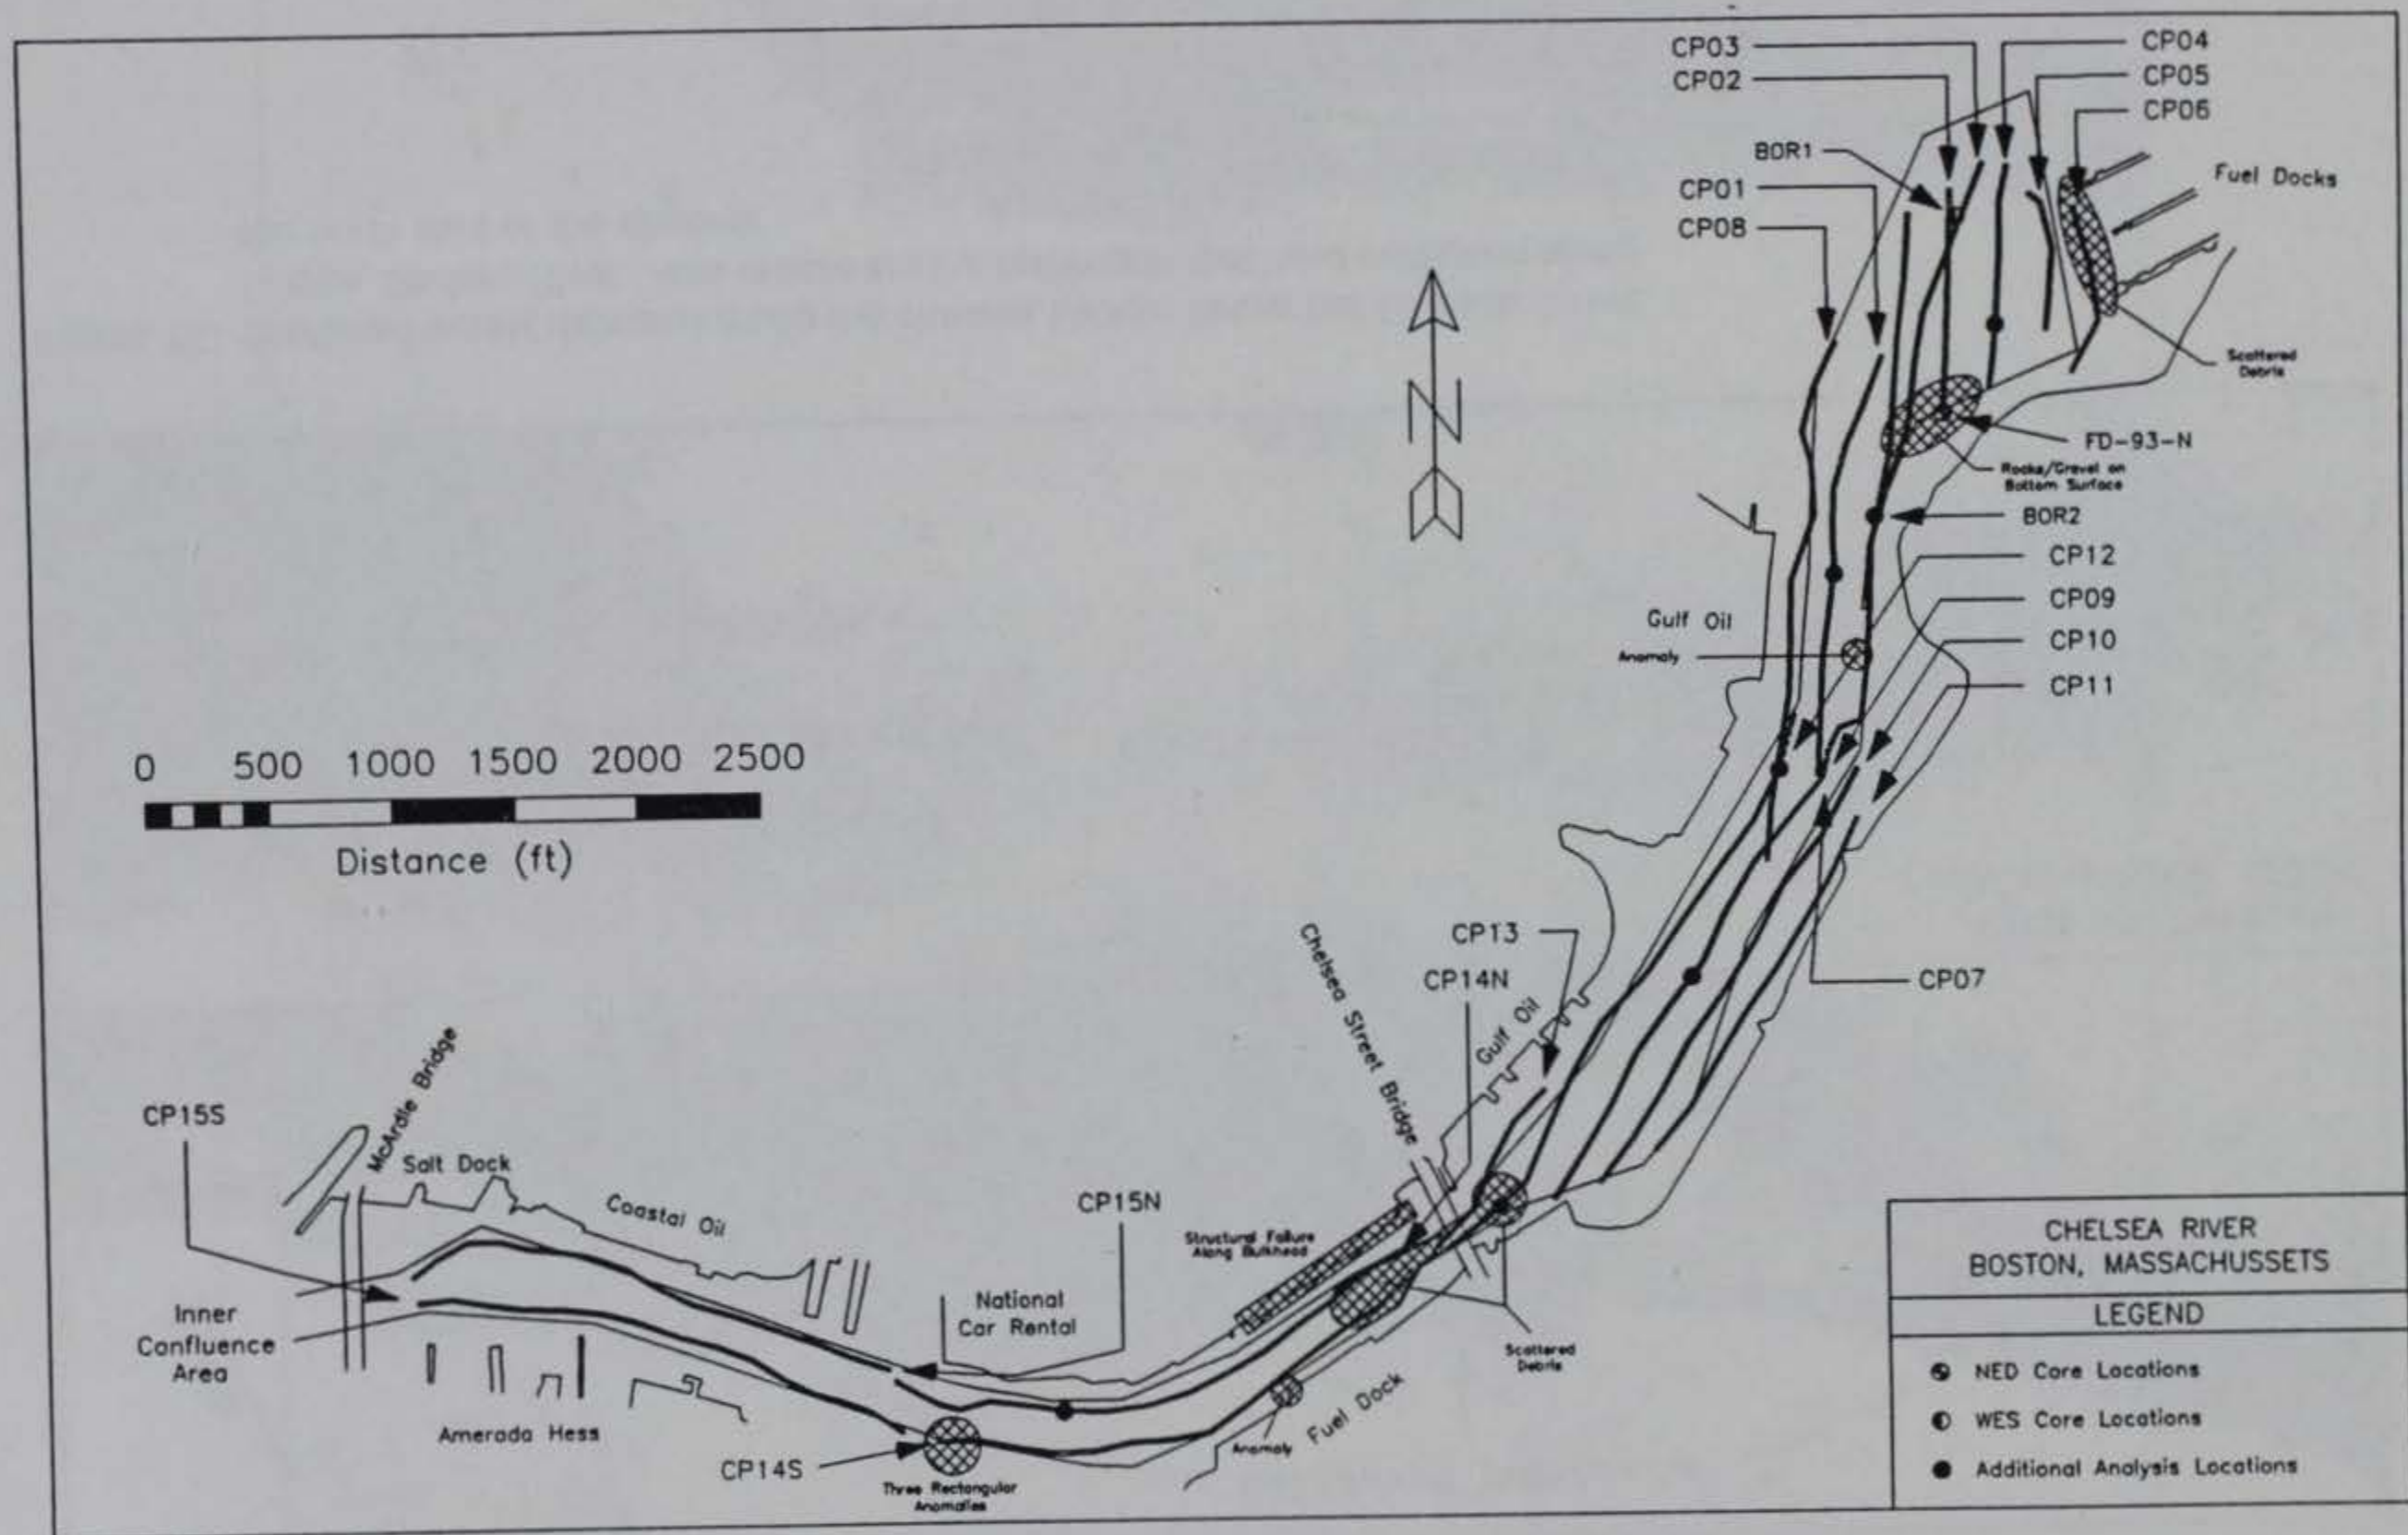 CP03
CP02
BOR1
CP01
CP08
CP04
CP05
CP06
Fuel Docks
Scattered
Debris
FD-93-N
Rocks/Gravel on
Bottom Surface
BOR2
CP12
CP09
CP10
CP11
Gulf Oil
Anomaly
N
0 500 1000 1500 2000 2500
Distance (ft)
CP13
CP14N
CP07
Chelsea Street Bridge
Gulf Oil
McArdle Bridge
CP15S
Salt Dock
Coastal Oil
CP15N
Structural Failure
Along Bulkhead
Inner
Confluence
Area
National
Car Rental
Scattered
Debris
Amerada Hess
CP14S
Three Rectangular
Anomalies
Anomaly
Fuel Dock
CHELSEA RIVER
BOSTON, MASSACHUSSETS
LEGEND
NED Core Locations
WES Core Locations
Additional Analysis Locations